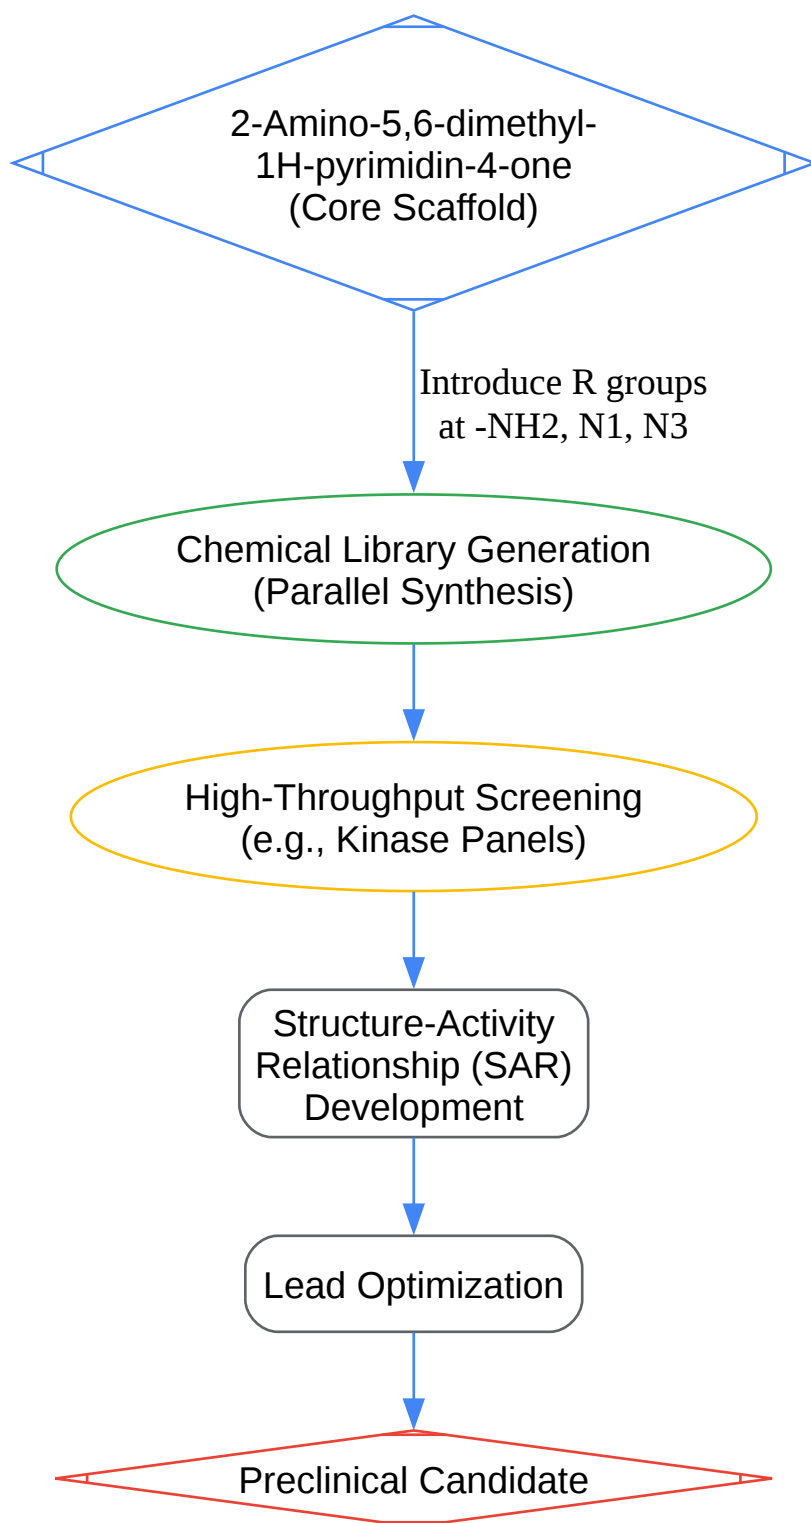 2-Amino-5,6-dimethyl-
1H-pyrimidin-4-one
(Core Scaffold)
Introduce R groups
at -NH2, N1, N3
Chemical Library Generation
(Parallel Synthesis)
High-Throughput Screening
(e.g., Kinase Panels)
Structure-Activity
Relationship (SAR)
Development
Lead Optimization
Preclinical Candidate